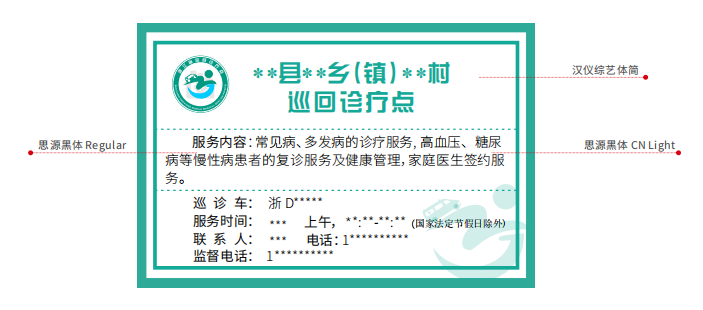 汉仪综艺体简
**县**乡(镇)**村
巡回诊疗点
思源黑体 Regular
思源黑体 CN Light
服务内容：常见病、多发病的诊疗服务, 高血压、糖尿
病等慢性病患者的复诊服务及健康管理，家庭医生签约服
务。
巡 诊 车： 浙 D*****
服务时间： *** 上午， **:**-**:** (国家法定节假日除外)
联 系 人： *** 电话：1**********
监督电话： 1**********